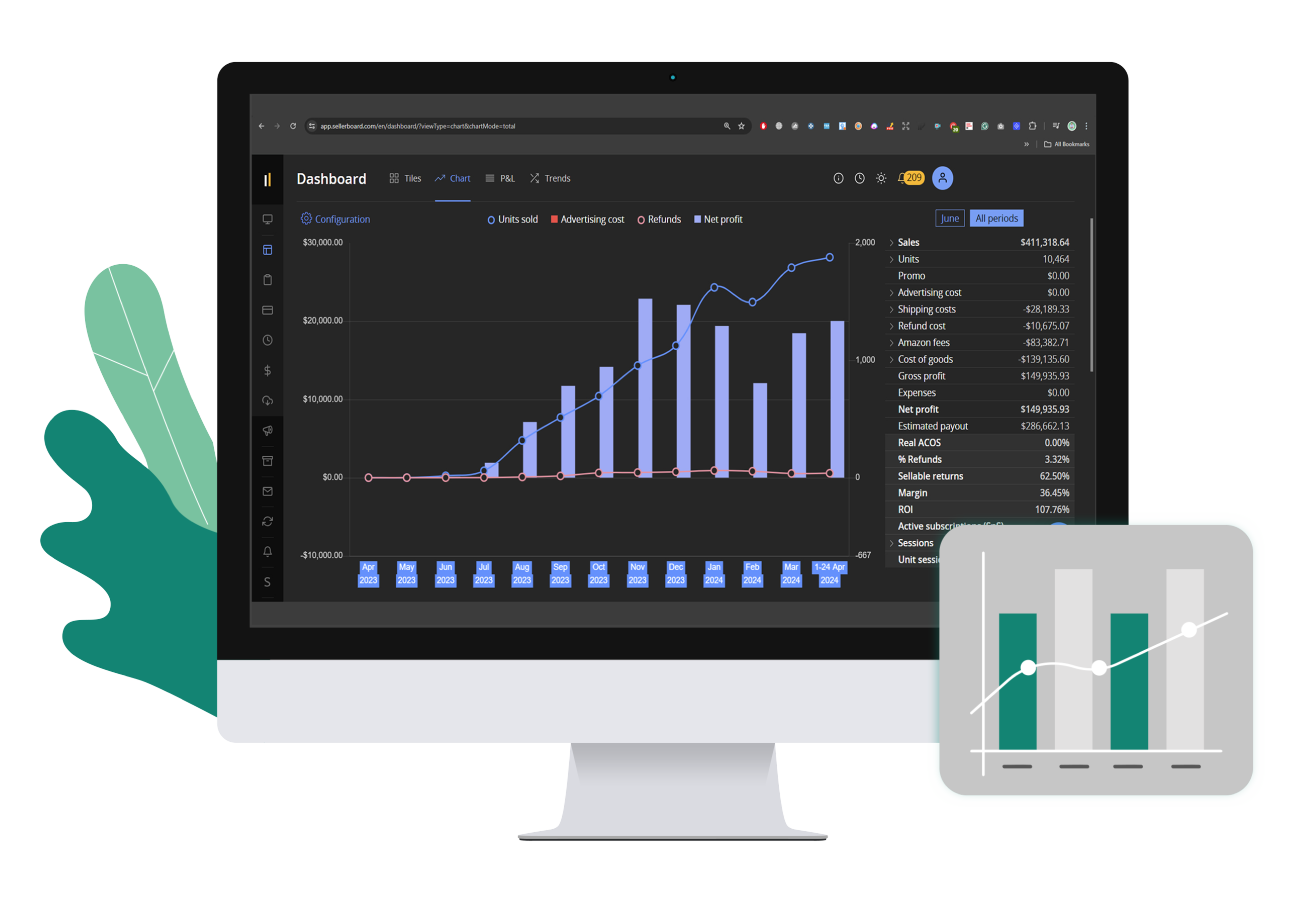 app.sellerboard.com/en/dashboard/?viewType=chart&chartMode=total
20
» All Bookmarks
Dashboard Tiles Chart P&L Trends 209
Configuration Units sold Advertising cost Refunds Net profit June All periods
$30,000.00
$20,000.00
$10,000.00
$0.00
-$10,000.00
2,000
1,000
0
-667
Apr 2023
May 2023
Jun 2023
Jul 2023
Aug 2023
Sep 2023
Oct 2023
Nov 2023
Dec 2023
Jan 2024
Feb 2024
Mar 2024
1-24 Apr 2024
Sales $411,318.64
Units 10,464
Promo $0.00
Advertising cost $0.00
Shipping costs -$28,189.33
Refund cost -$10,675.07
Amazon fees -$83,382.71
Cost of goods -$139,135.60
Gross profit $149,935.93
Expenses $0.00
Net profit $149,935.93
Estimated payout $286,662.13
Real ACOS 0.00%
% Refunds 3.32%
Sellable returns 62.50%
Margin 36.45%
ROI 107.76%
Active
Sessions
Unit
$
S